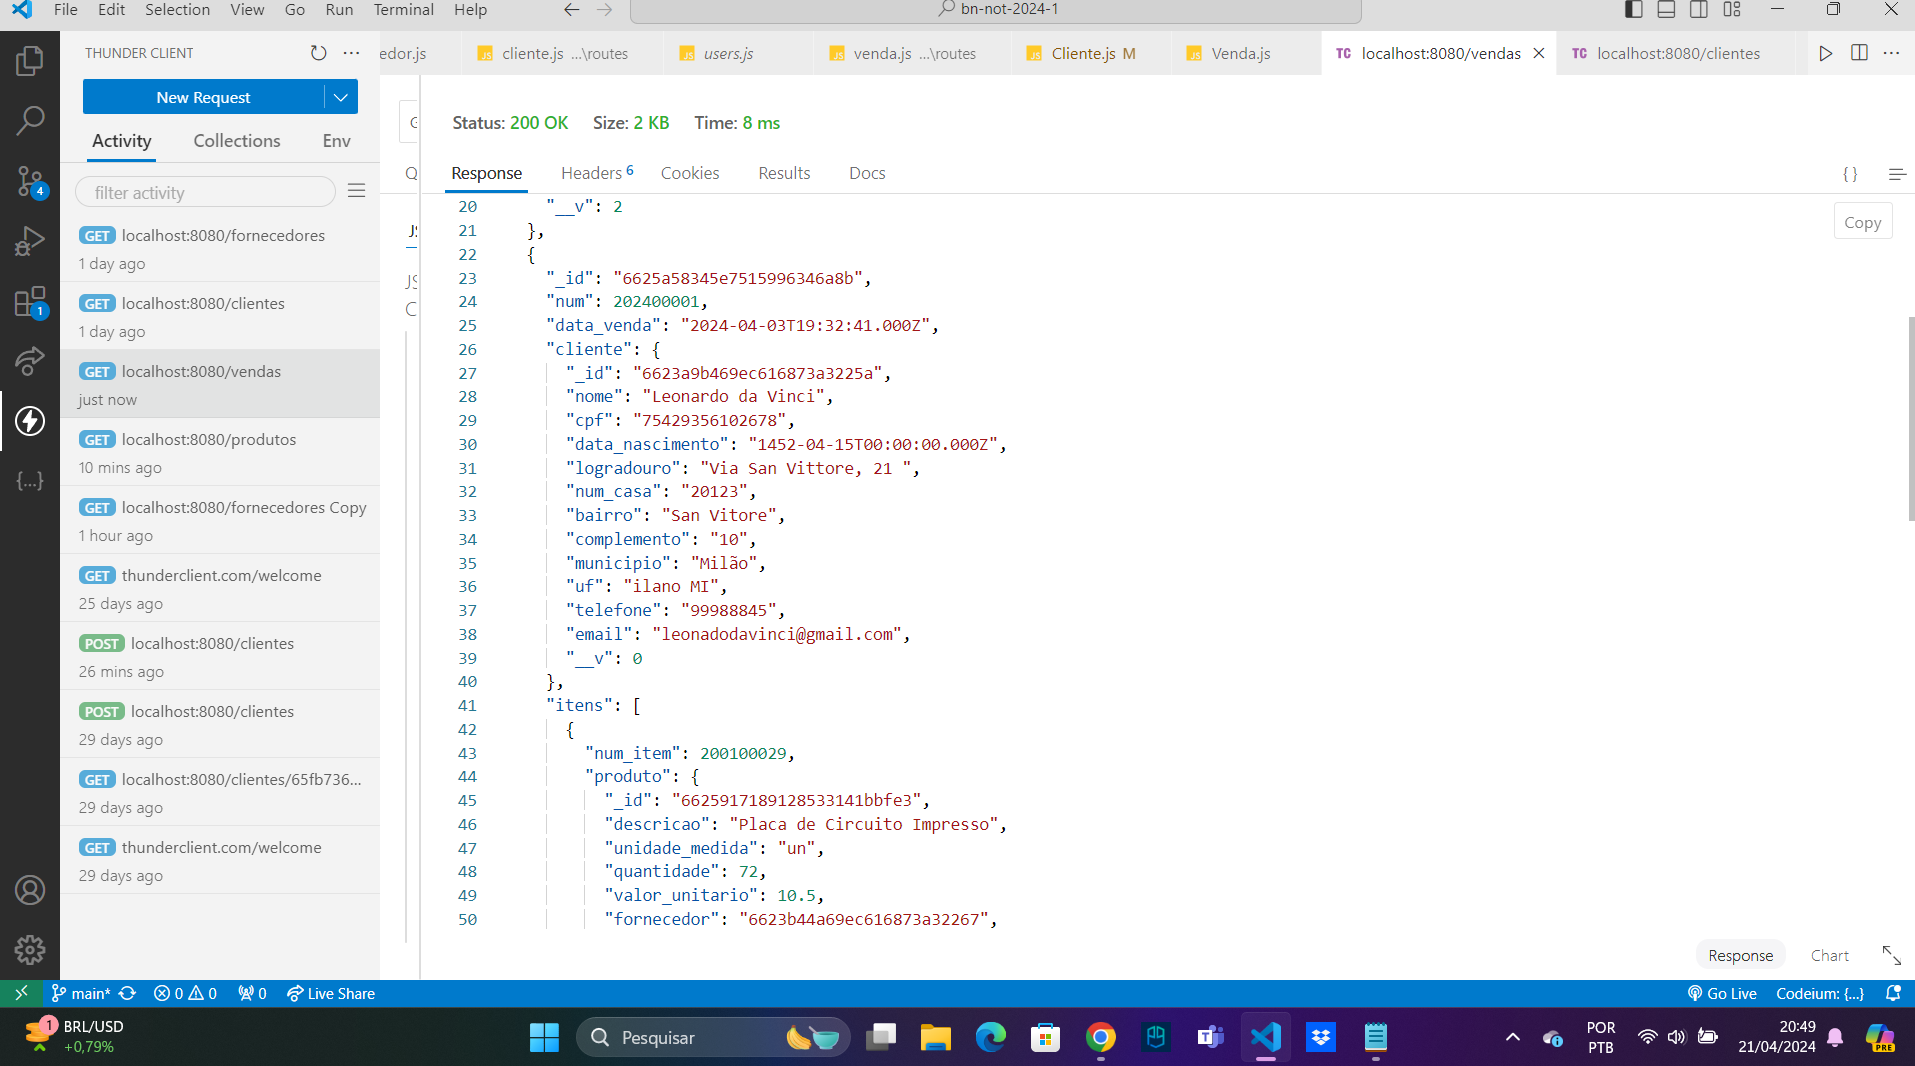 File Edit Selection View Go Run Terminal Help
bn-not-2024-1
THUNDER CLIENT
edor.js
cliente.js ...\routes
users.js
venda.js ...\routes
Cliente.js M
Venda.js
TC localhost:8080/vendas
TC localhost:8080/clientes
New Request
Activity Collections Env
filter activity
GET localhost:8080/fornecedores
1 day ago
GET localhost:8080/clientes
1 day ago
GET localhost:8080/vendas
just now
GET localhost:8080/produtos
10 mins ago
GET localhost:8080/fornecedores Copy
1 hour ago
GET thunderclient.com/welcome
25 days ago
POST localhost:8080/clientes
26 mins ago
POST localhost:8080/clientes
29 days ago
GET localhost:8080/clientes/65fb736...
29 days ago
GET thunderclient.com/welcome
29 days ago
4
1
Status: 200 OK Size: 2 KB Time: 8 ms
Response Headers 6 Cookies Results Docs
{ }
Copy
20 "__v": 2
21 },
22 {
23 "_id": "6625a58345e7515996346a8b",
24 "num": 202400001,
25 "data_venda": "2024-04-03T19:32:41.000Z",
26 "cliente": {
27 "_id": "6623a9b469ec616873a3225a",
28 "nome": "Leonardo da Vinci",
29 "cpf": "75429356102678",
30 "data_nascimento": "1452-04-15T00:00:00.000Z",
31 "logradouro": "Via San Vittore, 21 ",
32 "num_casa": "20123",
33 "bairro": "San Vitore",
34 "complemento": "10",
35 "municipio": "Milão",
36 "uf": "ilano MI",
37 "telefone": "99988845",
38 "email": "leonadodavinci@gmail.com",
39 "__v": 0
40 },
41 "itens": [
42 {
43 "num_item": 200100029,
44 "produto": {
45 "_id": "6625917189128533141bbfe3",
46 "descricao": "Placa de Circuito Impresso",
47 "unidade_medida": "un",
48 "quantidade": 72,
49 "valor_unitario": 10.5,
50 "fornecedor": "6623b44a69ec616873a32267",
Response Chart
main* 0 0 0 Live Share
Go Live Codeium: {...}
1 BRL/USD
+0,79%
Pesquisar
POR
PTB
20:49
21/04/2024
PRE